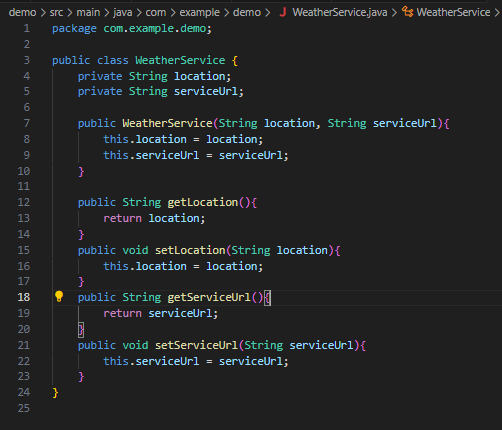 demo > src > main > java > com > example > demo > J WeatherService.java > WeatherService >
1 package com.example.demo;
2
3 public class WeatherService {
4     private String location;
5     private String serviceUrl;
6
7     public WeatherService(String location, String serviceUrl){
8         this.location = location;
9         this.serviceUrl = serviceUrl;
10     }
11
12     public String getLocation(){
13         return location;
14     }
15     public void setLocation(String location){
16         this.location = location;
17     }
18     public String getServiceUrl(){
19         return serviceUrl;
20     }
21     public void setServiceUrl(String serviceUrl){
22         this.serviceUrl = serviceUrl;
23     }
24 }
25